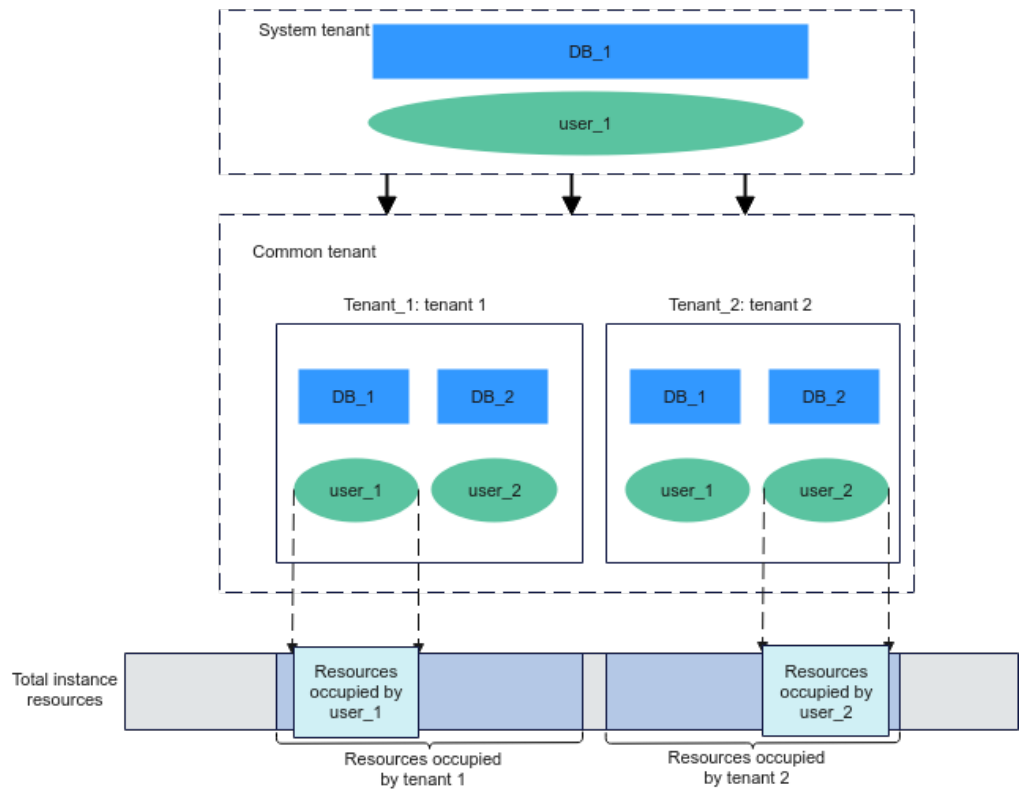 System tenant
DB_1
user_1
Common tenant
Tenant_1: tenant 1
Tenant_2: tenant 2
DB_1
DB_2
DB_1
DB_2
user_1
user_2
user_1
user_2
Total instance
resources
Resources
occupied by
user_1
Resources
occupied by
user_2
Resources occupied
by tenant 1
Resources occupied
by tenant 2